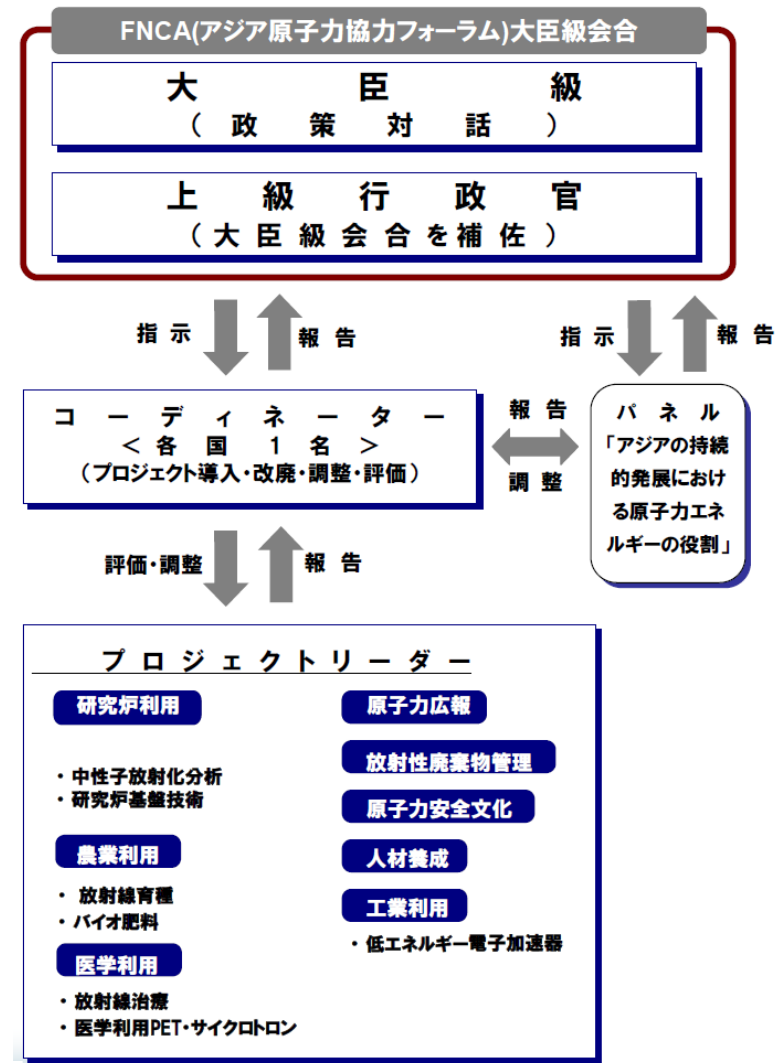 FNCA(アジア原子力協力フォーラム)大臣級会合
大臣級
(政策対話)
上級行政官
(大臣級会合を補佐)
指示
報告
指示
報告
コーディネーター
<各国1名>
(プロジェクト導入・改廃・調整・評価)
報告
調整
パネル
「アジアの持続
的発展におけ
る原子力エネ
ルギーの役割」
評価・調整
報告
プロジェクトリーダー
研究炉利用
・中性子放射化分析
・研究炉基盤技術
農業利用
・放射線育種
・バイオ肥料
医学利用
・放射線治療
・医学利用PET・サイクロトロン
原子力広報
放射性廃棄物管理
原子力安全文化
人材養成
工業利用
・低エネルギー電子加速器